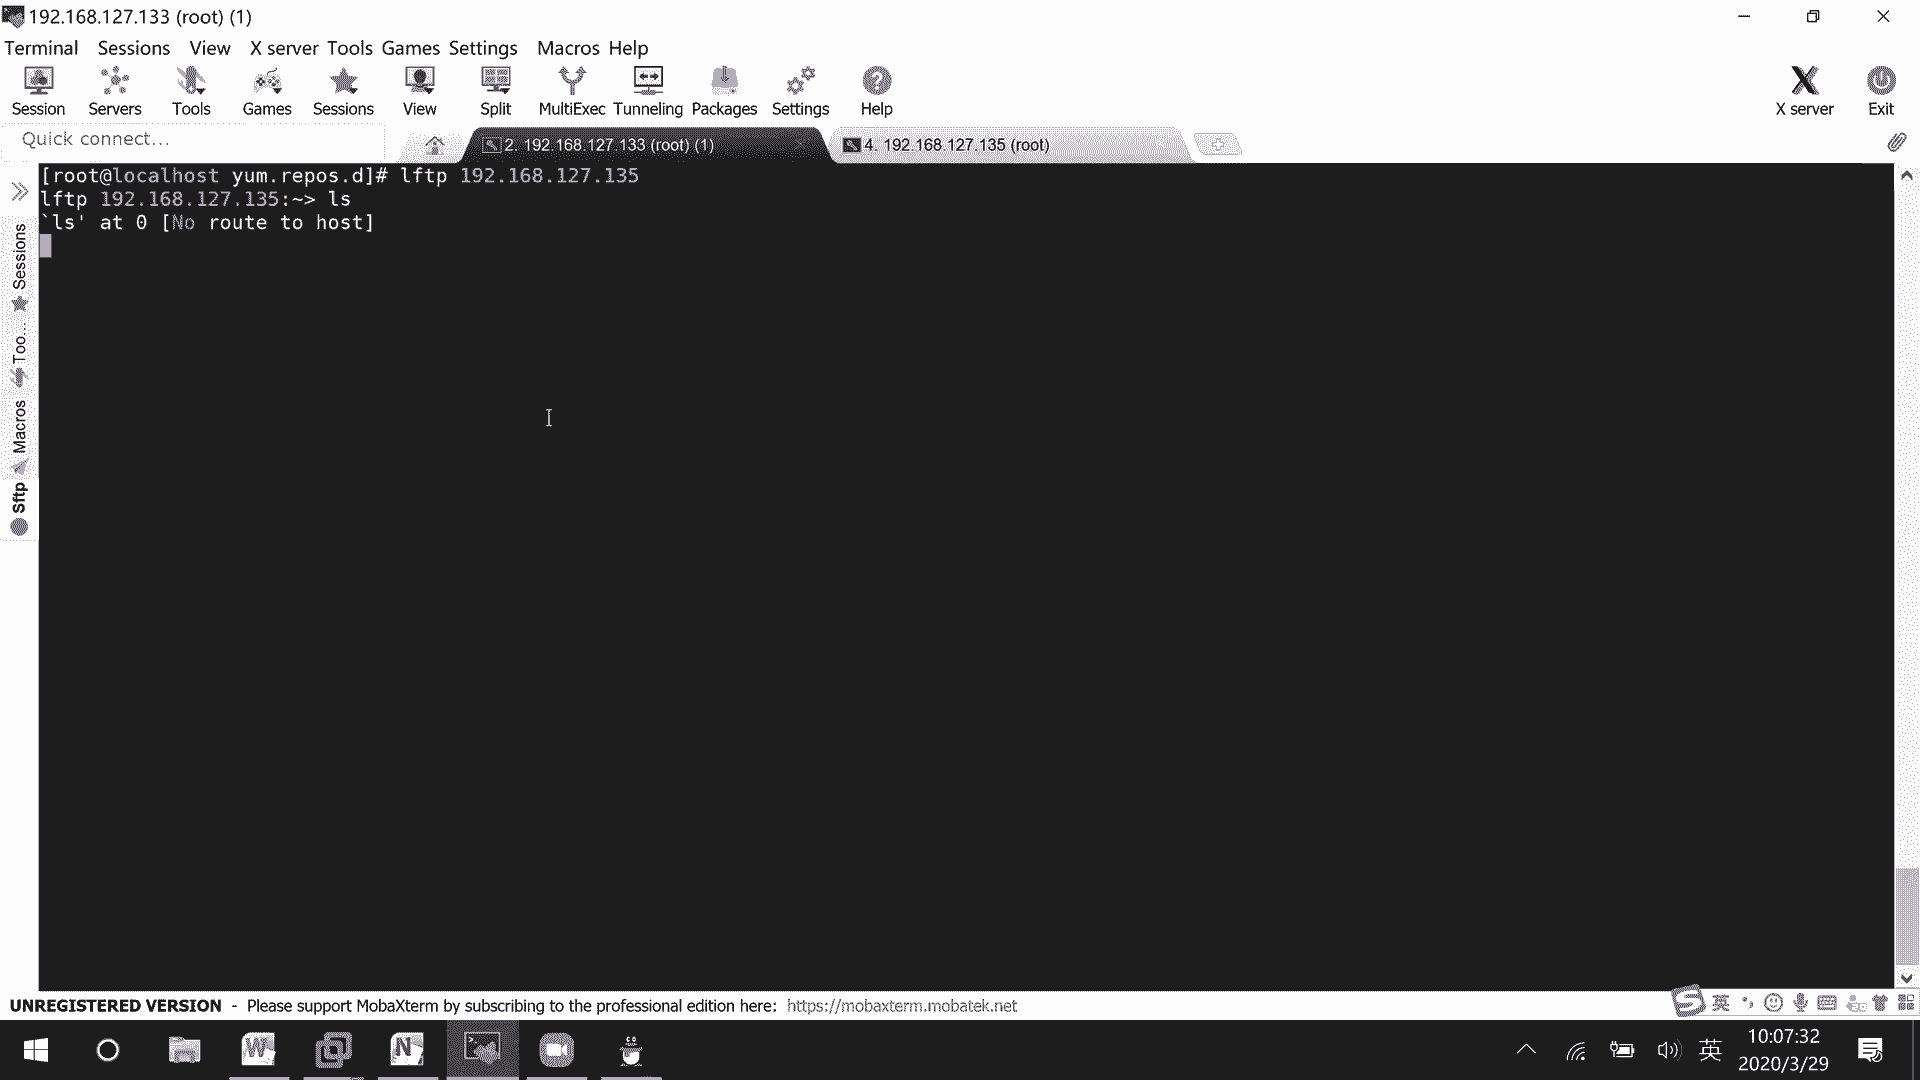 192.168.127.133 (root) (1)
Terminal Sessions View X server Tools Games Settings Macros Help
Session Servers Tools Games Sessions View Split MultiExec Tunneling Packages Settings Help X server Exit
Quick connect...
2. 192.168.127.133 (root) (1)
4. 192.168.127.135 (root)
[root@localhost yum.repos.d]# lftp 192.168.127.135
lftp 192.168.127.135:~> ls
`ls' at 0 [No route to host]
Sessions
Too...
Macros
Sftp
UNREGISTERED VERSION - Please support MobaXterm by subscribing to the professional edition here: https://mobaxterm.mobatek.net
英
英
10:07:32
2020/3/29